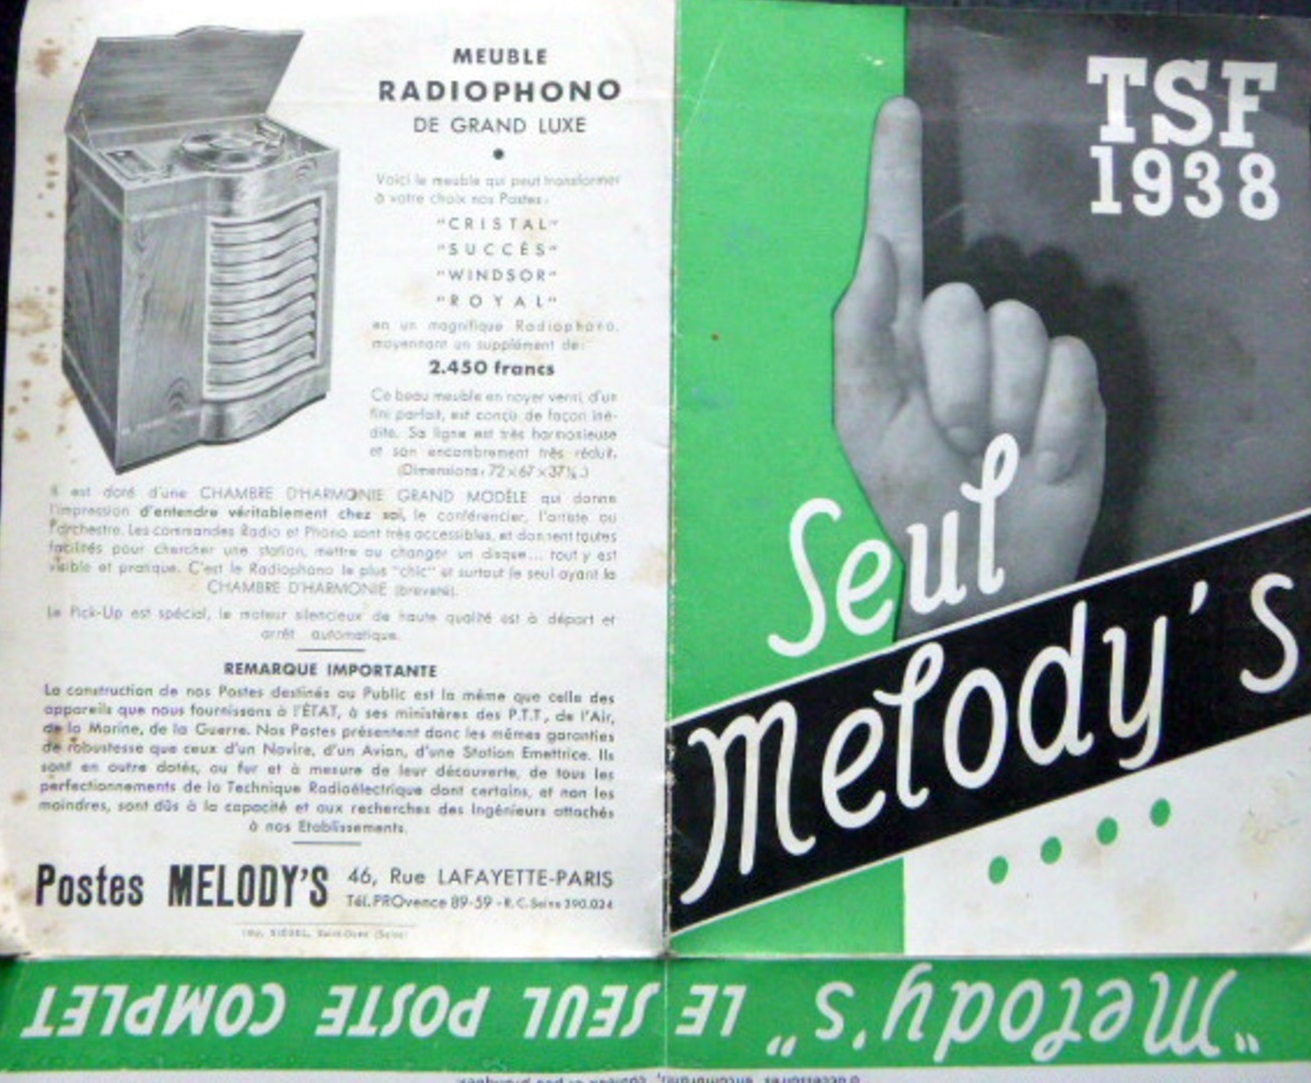 MEUBLE
RADIOPHONO
DE GRAND LUXE
Voici le meuble qui peut transformer
à votre choix nos Postes :
"CRISTAL"
"SUCCÈS"
"WINDSOR"
"ROYAL"
en un magnifique Radiophono,
moyennant un supplément de :
2.450 francs
Ce beau meuble en noyer verni, d'un
fini parfait, est conçu de façon iné-
dite. Sa ligne est très harmonieuse
et son encombrement très réduit.
(Dimensions : 72×67×37½.)
Il est doté d'une CHAMBRE D'HARMONIE GRAND MODÈLE qui donne
l'impression d'entendre véritablement chez soi, le conférencier, l'artiste ou
l'orchestre. Les commandes Radio et Phono sont très accessibles, et donnent toutes
facilités pour chercher une station, mettre ou changer un disque... tout y est
visible et pratique. C'est le Radiophono le plus "chic" et surtout le seul ayant la
CHAMBRE D'HARMONIE (breveté).
Le Pick-Up est spécial, le moteur silencieux de haute qualité est à départ et
arrêt automatique.
REMARQUE IMPORTANTE
La construction de nos Postes destinés au Public est la même que celle des
appareils que nous fournissons à l'ÉTAT, à ses ministères des P.T.T., de l'Air,
de la Marine, de la Guerre. Nos Postes présentent donc les mêmes garanties
de robustesse que ceux d'un Navire, d'un Avion, d'une Station Emettrice. Ils
sont en outre dotés, au fur et à mesure de leur découverte, de tous les
perfectionnements de la Technique Radioélectrique dont certains, et non les
moindres, sont dûs à la capacité et aux recherches des Ingénieurs attachés
à nos Etablissements.
Postes MELODY'S 46, Rue LAFAYETTE-PARIS
Tél. PROvence 89-59 - R.C. Seine 390.024
Imp. SIEGEL, Saint-Ouen (Seine)
TSF
1938
Seul
Melody's
"Melody's" LE SEUL POSTE COMPLET